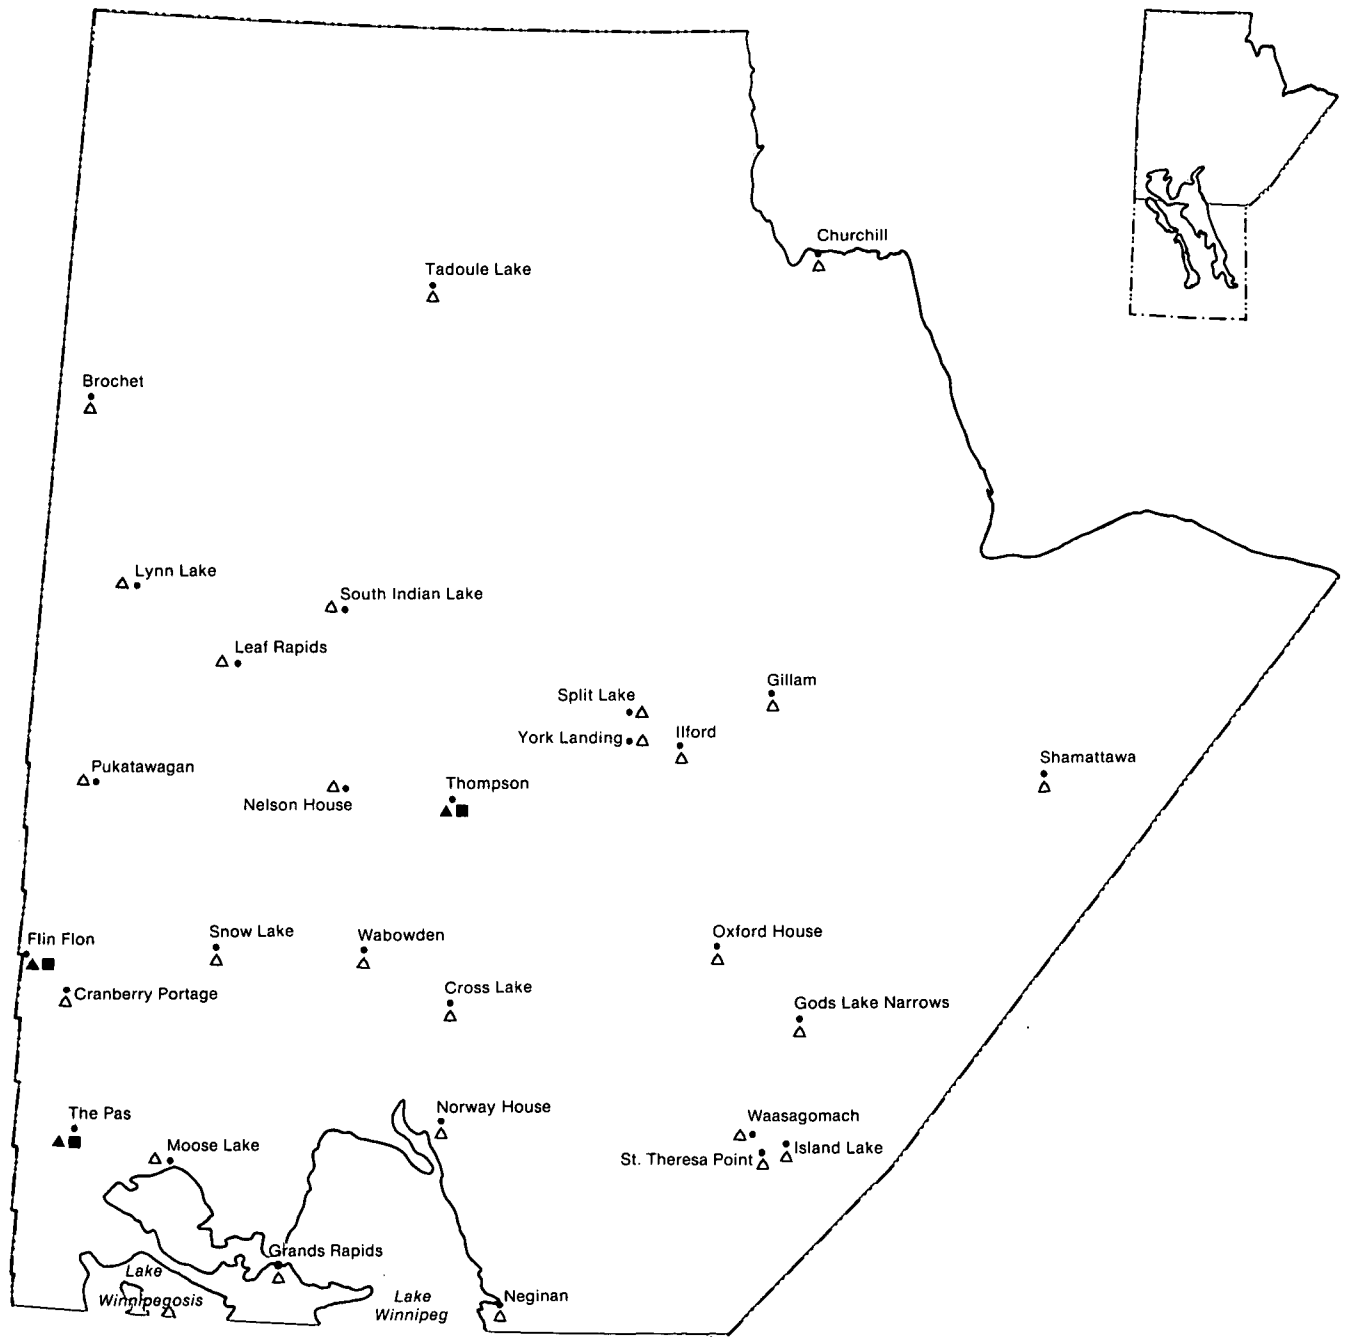 Churchill
Tadoule Lake
Brochet
Lynn Lake
South Indian Lake
Leaf Rapids
Gillam
Split Lake
Ilford
York Landing
Shamattawa
Pukatawagan
Thompson
Nelson House
Flin Flon
Snow Lake
Wabowden
Oxford House
Cranberry Portage
Cross Lake
Gods Lake Narrows
The Pas
Norway House
Waasagomach
Moose Lake
Island Lake
St. Theresa Point
Grands Rapids
Lake
Winnipegosis
Lake
Winnipeg
Neginan